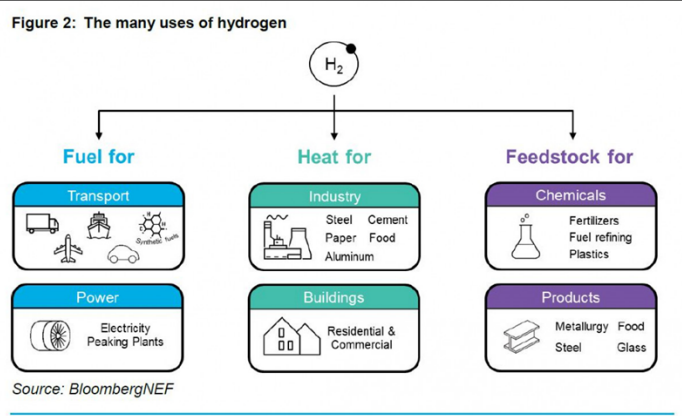 Figure 2: The many uses of hydrogen
H2
Fuel for
Heat for
Feedstock for
Transport
Synthetic fuels
Industry
Steel Cement
Paper Food
Aluminum
Chemicals
Fertilizers
Fuel refining
Plastics
Power
Electricity
Peaking Plants
Buildings
Residential &
Commercial
Products
Metallurgy Food
Steel Glass
Source: BloombergNEF